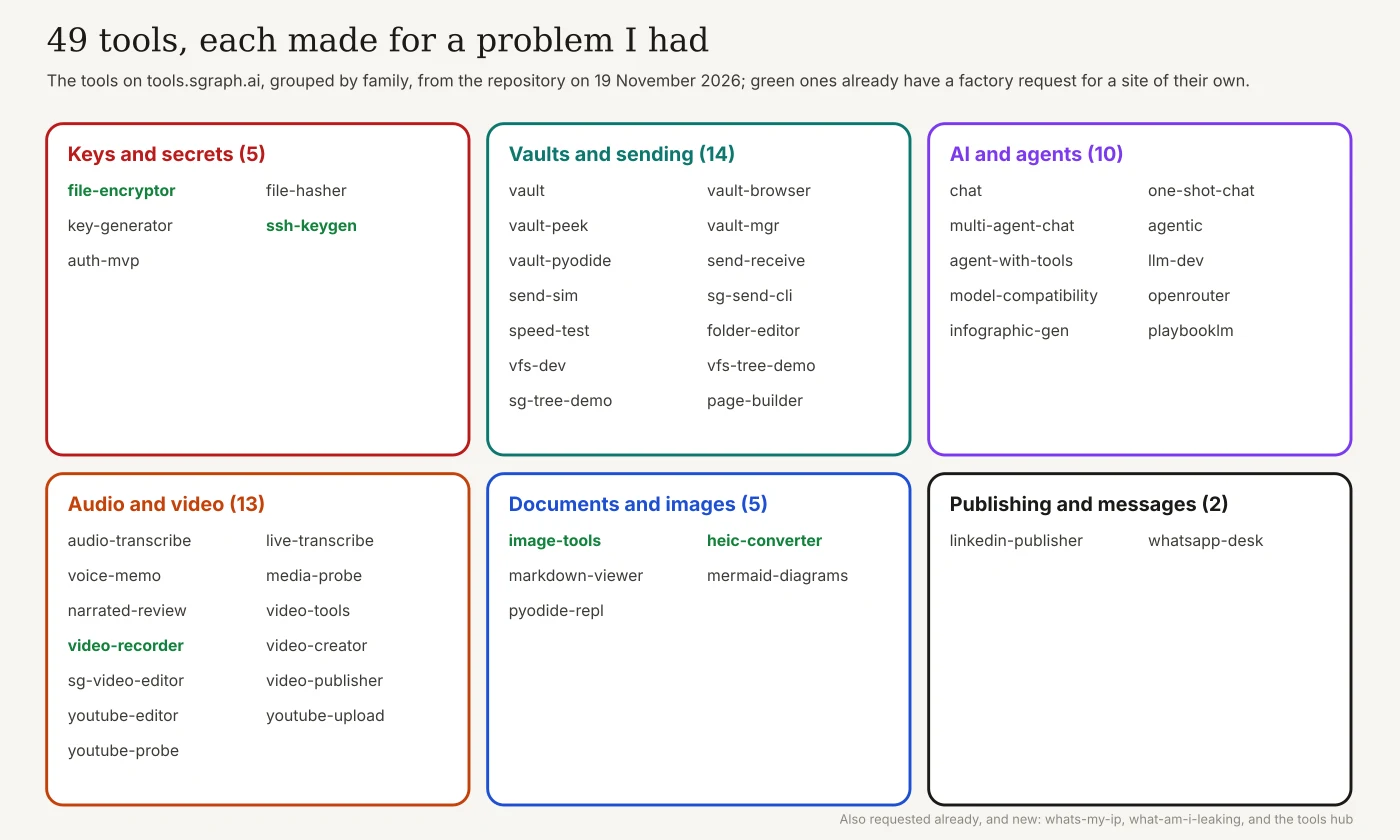 49 tools, each made for a problem I had
The tools on tools.sgraph.ai, grouped by family, from the repository on 19 November 2026; green ones already have a factory request for a site of their own.
Keys and secrets (5)
file-encryptor file-hasher
key-generator ssh-keygen
auth-mvp
Vaults and sending (14)
vault vault-browser
vault-peek vault-mgr
vault-pyodide send-receive
send-sim sg-send-cli
speed-test folder-editor
vfs-dev vfs-tree-demo
sg-tree-demo page-builder
AI and agents (10)
chat one-shot-chat
multi-agent-chat agentic
agent-with-tools llm-dev
model-compatibility openrouter
infographic-gen playbooklm
Audio and video (13)
audio-transcribe live-transcribe
voice-memo media-probe
narrated-review video-tools
video-recorder video-creator
sg-video-editor video-publisher
youtube-editor youtube-upload
youtube-probe
Documents and images (5)
image-tools heic-converter
markdown-viewer mermaid-diagrams
pyodide-repl
Publishing and messages (2)
linkedin-publisher whatsapp-desk
Also requested already, and new: whats-my-ip, what-am-i-leaking, and the tools hub